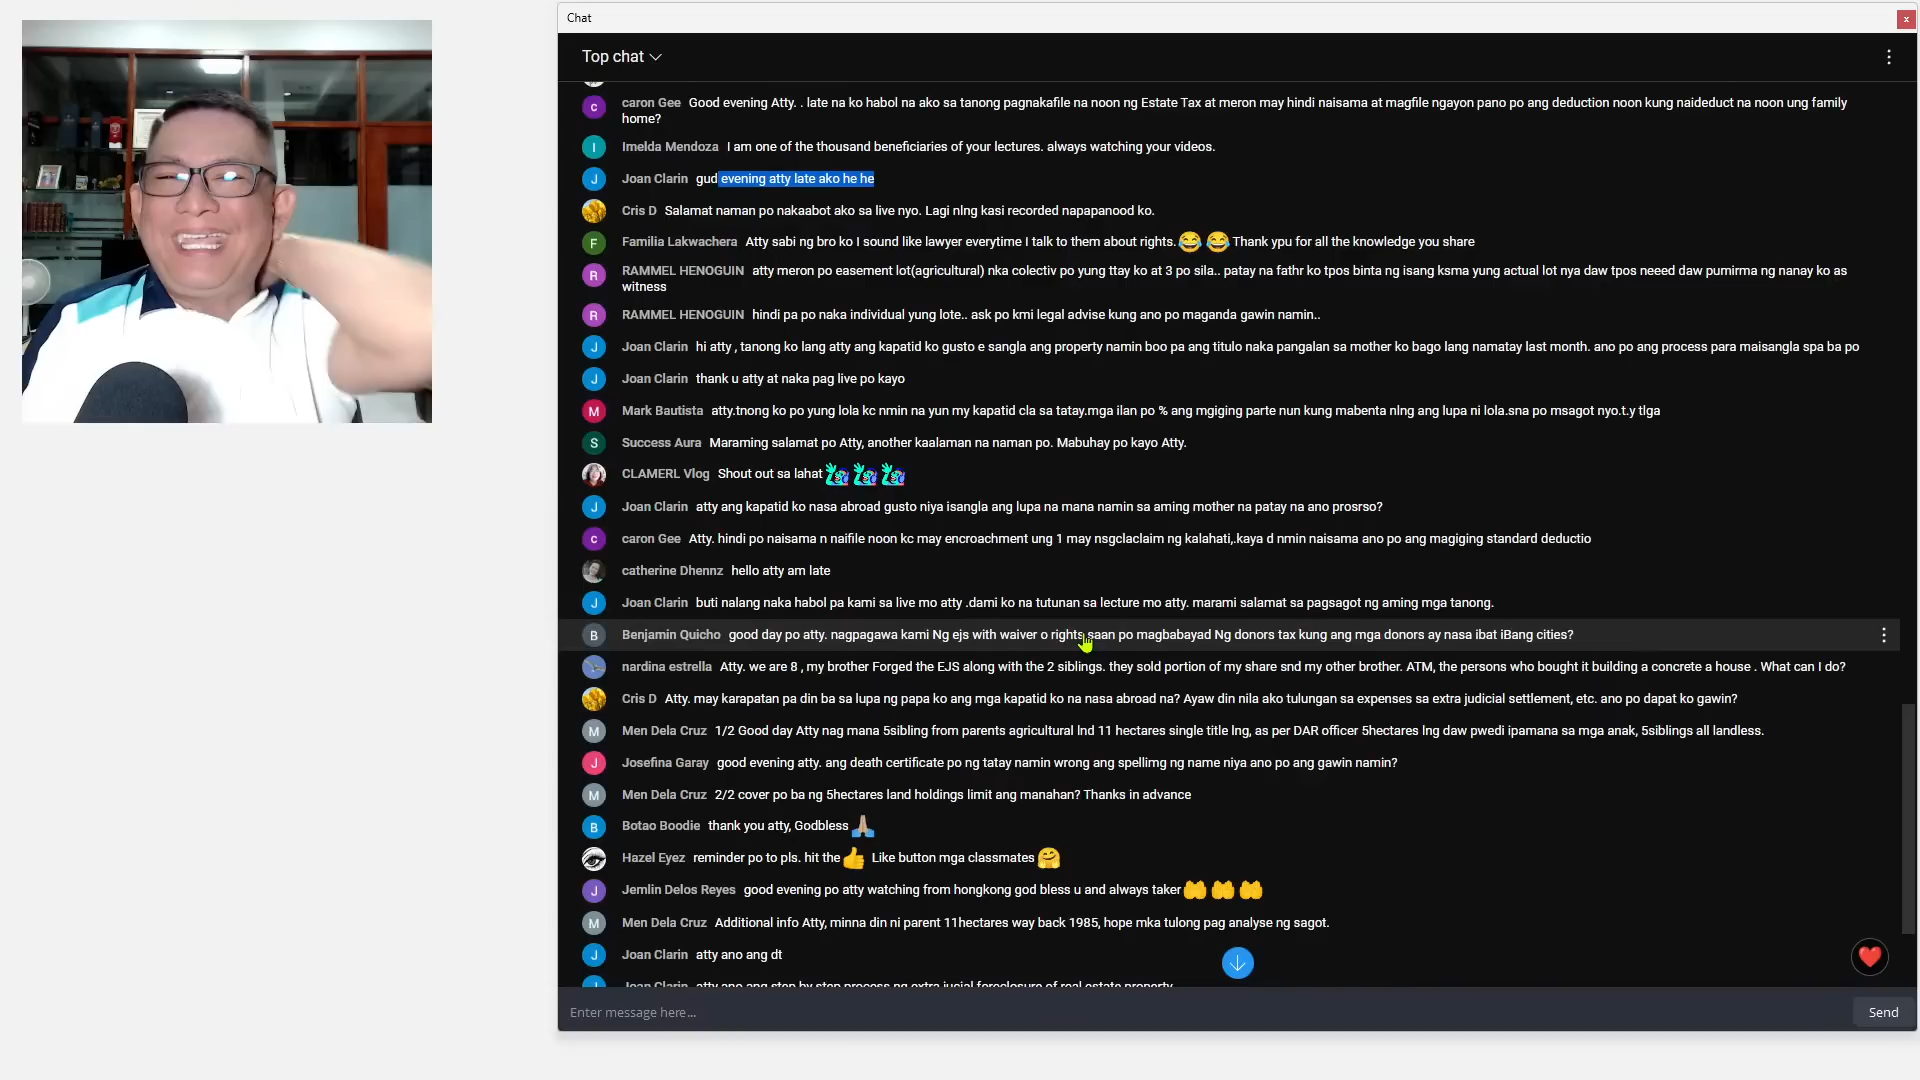 Chat
Top chat
caron Gee Good evening Atty. . late na ko habol na ako sa tanong pagnakafile na noon ng Estate Tax at meron may hindi naisama at magfile ngayon pano po ang deduction noon kung naideduct na noon ung family
home?
Imelda Mendoza I am one of the thousand beneficiaries of your lectures. always watching your videos.
Joan Clarin gud evening atty late ako he he
Cris D Salamat naman po nakaabot ako sa live nyo. Lagi nlng kasi recorded napapanood ko.
Familia Lakwachera Atty sabi ng bro ko I sound like lawyer everytime I talk to them about rights. 😂 😂 Thank ypu for all the knowledge you share
RAMMEL HENOGUIN atty meron po easement lot(agricultural) nka colectiv po yung ttay ko at 3 po sila.. patay na fathr ko tpos binta ng isang ksma yung actual lot nya daw tpos neeed daw pumirma ng nanay ko as
witness
RAMMEL HENOGUIN hindi pa po naka individual yung lote.. ask po kmi legal advise kung ano po maganda gawin namin..
Joan Clarin hi atty , tanong ko lang atty ang kapatid ko gusto e sangla ang property namin boo pa ang titulo naka pangalan sa mother ko bago lang namatay last month. ano po ang process para maisangla spa ba po
Joan Clarin thank u atty at naka pag live po kayo
Mark Bautista atty.tnong ko po yung lola kc nmin na yun my kapatid cla sa tatay.mga ilan po % ang mgiging parte nun kung mabenta nlng ang lupa ni lola.sna po msagot nyo.t.y tlga
Success Aura Maraming salamat po Atty, another kaalaman na naman po. Mabuhay po kayo Atty.
CLAMERL Vlog Shout out sa lahat
Joan Clarin atty ang kapatid ko nasa abroad gusto niya isangla ang lupa na mana namin sa aming mother na patay na ano prosrso?
caron Gee Atty. hindi po naisama n naifile noon kc may encroachment ung 1 may nsgclaclaim ng kalahati,.kaya d nmin naisama ano po ang magiging standard deductio
catherine Dhennz hello atty am late
Joan Clarin buti nalang naka habol pa kami sa live mo atty .dami ko na tutunan sa lecture mo atty. marami salamat sa pagsagot ng aming mga tanong.
Benjamin Quicho good day po atty. nagpagawa kami Ng ejs with waiver o rights saan po magbabayad Ng donors tax kung ang mga donors ay nasa ibat iBang cities?
nardina estrella Atty. we are 8 , my brother Forged the EJS along with the 2 siblings. they sold portion of my share snd my other brother. ATM, the persons who bought it building a concrete a house . What can I do?
Cris D Atty. may karapatan pa din ba sa lupa ng papa ko ang mga kapatid ko na nasa abroad na? Ayaw din nila ako tulungan sa expenses sa extra judicial settlement, etc. ano po dapat ko gawin?
Men Dela Cruz 1/2 Good day Atty nag mana 5sibling from parents agricultural lnd 11 hectares single title lng, as per DAR officer 5hectares lng daw pwedi ipamana sa mga anak, 5siblings all landless.
Josefina Garay good evening atty. ang death certificate po ng tatay namin wrong ang spellimg ng name niya ano po ang gawin namin?
Men Dela Cruz 2/2 cover po ba ng 5hectares land holdings limit ang manahan? Thanks in advance
Botao Boodie thank you atty, Godbless 🙏
Hazel Eyez reminder po to pls. hit the 👍 Like button mga classmates 🤗
Jemlin Delos Reyes good evening po atty watching from hongkong god bless u and always taker 🤲 🤲 🤲
Men Dela Cruz Additional info Atty, minna din ni parent 11hectares way back 1985, hope mka tulong pag analyse ng sagot.
Joan Clarin atty ano ang dt
Joan Clarin atty ano ang step by step process ng extra jucial foreclosure of real estate property
Enter message here...
Send